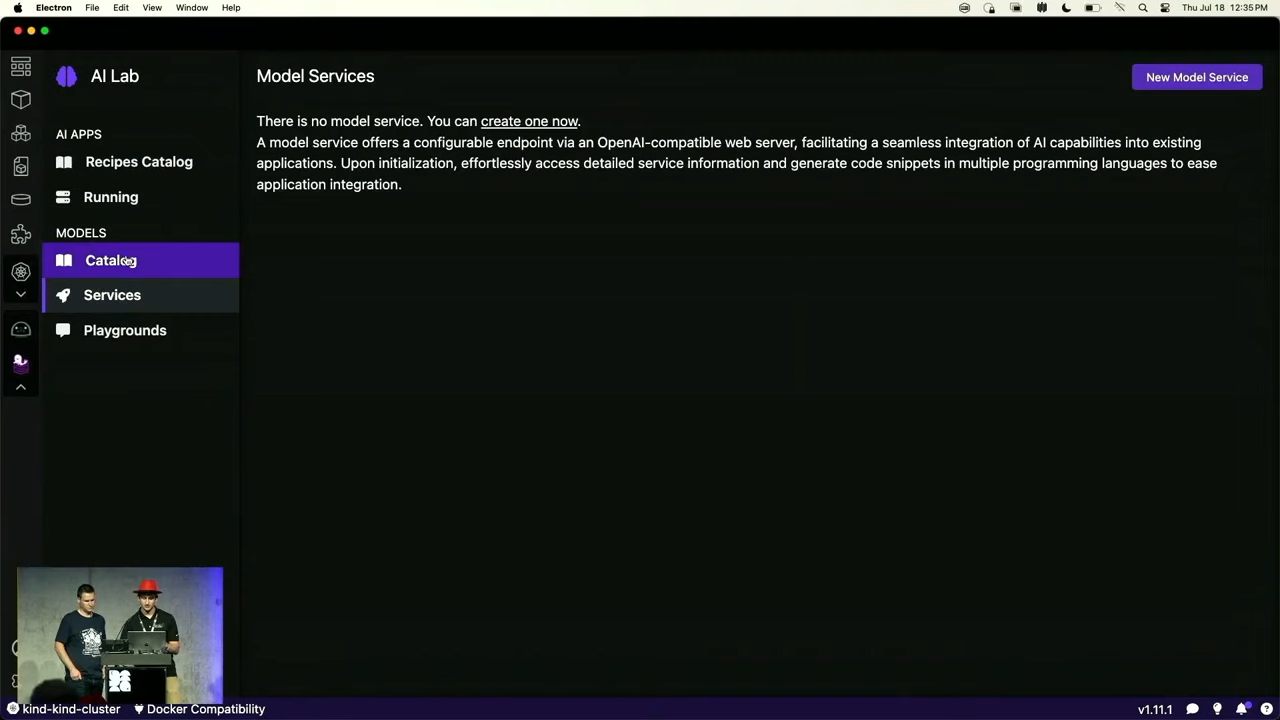 Electron File Edit View Window Help
Thu Jul 18 12:35 PM
AI Lab
AI APPS
Recipes Catalog
Running
MODELS
Catalog
Services
Playgrounds
Model Services
New Model Service
There is no model service. You can create one now.
A model service offers a configurable endpoint via an OpenAI-compatible web server, facilitating a seamless integration of AI capabilities into existing
applications. Upon initialization, effortlessly access detailed service information and generate code snippets in multiple programming languages to ease
application integration.
kind-kind-cluster Docker Compatibility
v1.11.1